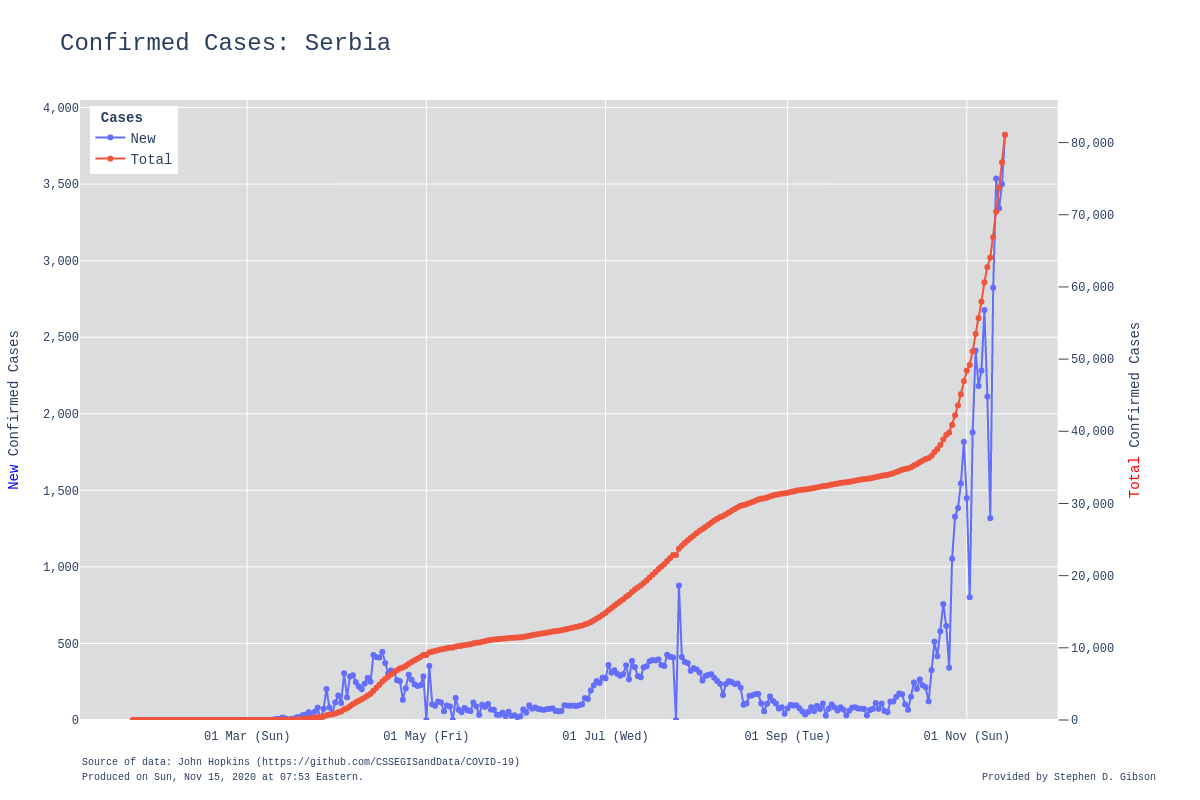 Confirmed Cases: Serbia
Cases
New
Total
4,000
3,500
3,000
2,500
2,000
1,500
1,000
500
0
New Confirmed Cases
80,000
70,000
60,000
50,000
40,000
30,000
20,000
10,000
0
Total Confirmed Cases
01 Mar (Sun)
01 May (Fri)
01 Jul (Wed)
01 Sep (Tue)
01 Nov (Sun)
Source of data: John Hopkins (https://github.com/CSSEGISandData/COVID-19)
Produced on Sun, Nov 15, 2020 at 07:53 Eastern.
Provided by Stephen D. Gibson